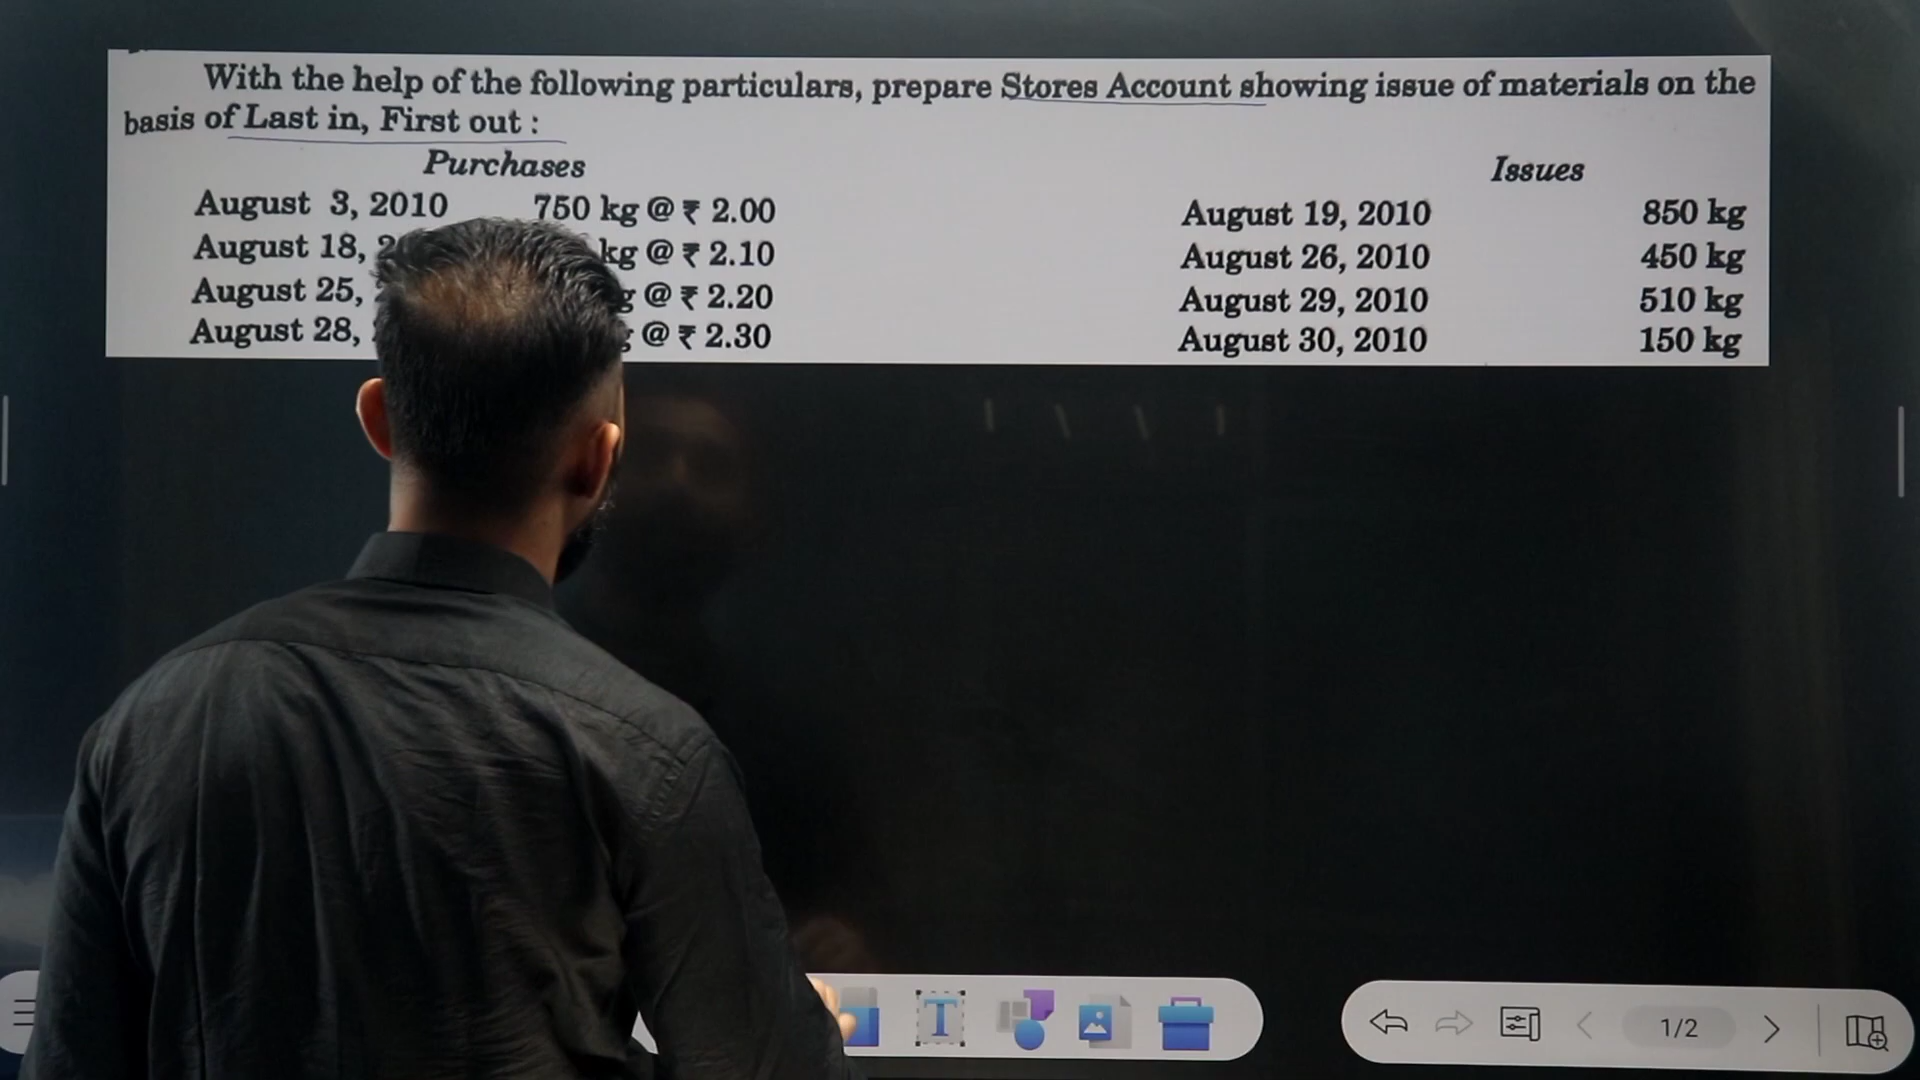 With the help of the following particulars, prepare Stores Account showing issue of materials on the
basis of Last in, First out :
Purchases
Issues
August 3, 2010 750 kg @ ₹ 2.00 August 19, 2010 850 kg
August 18, kg @ ₹ 2.10 August 26, 2010 450 kg
August 25, @ ₹ 2.20 August 29, 2010 510 kg
August 28, @ ₹ 2.30 August 30, 2010 150 kg
T
1/2